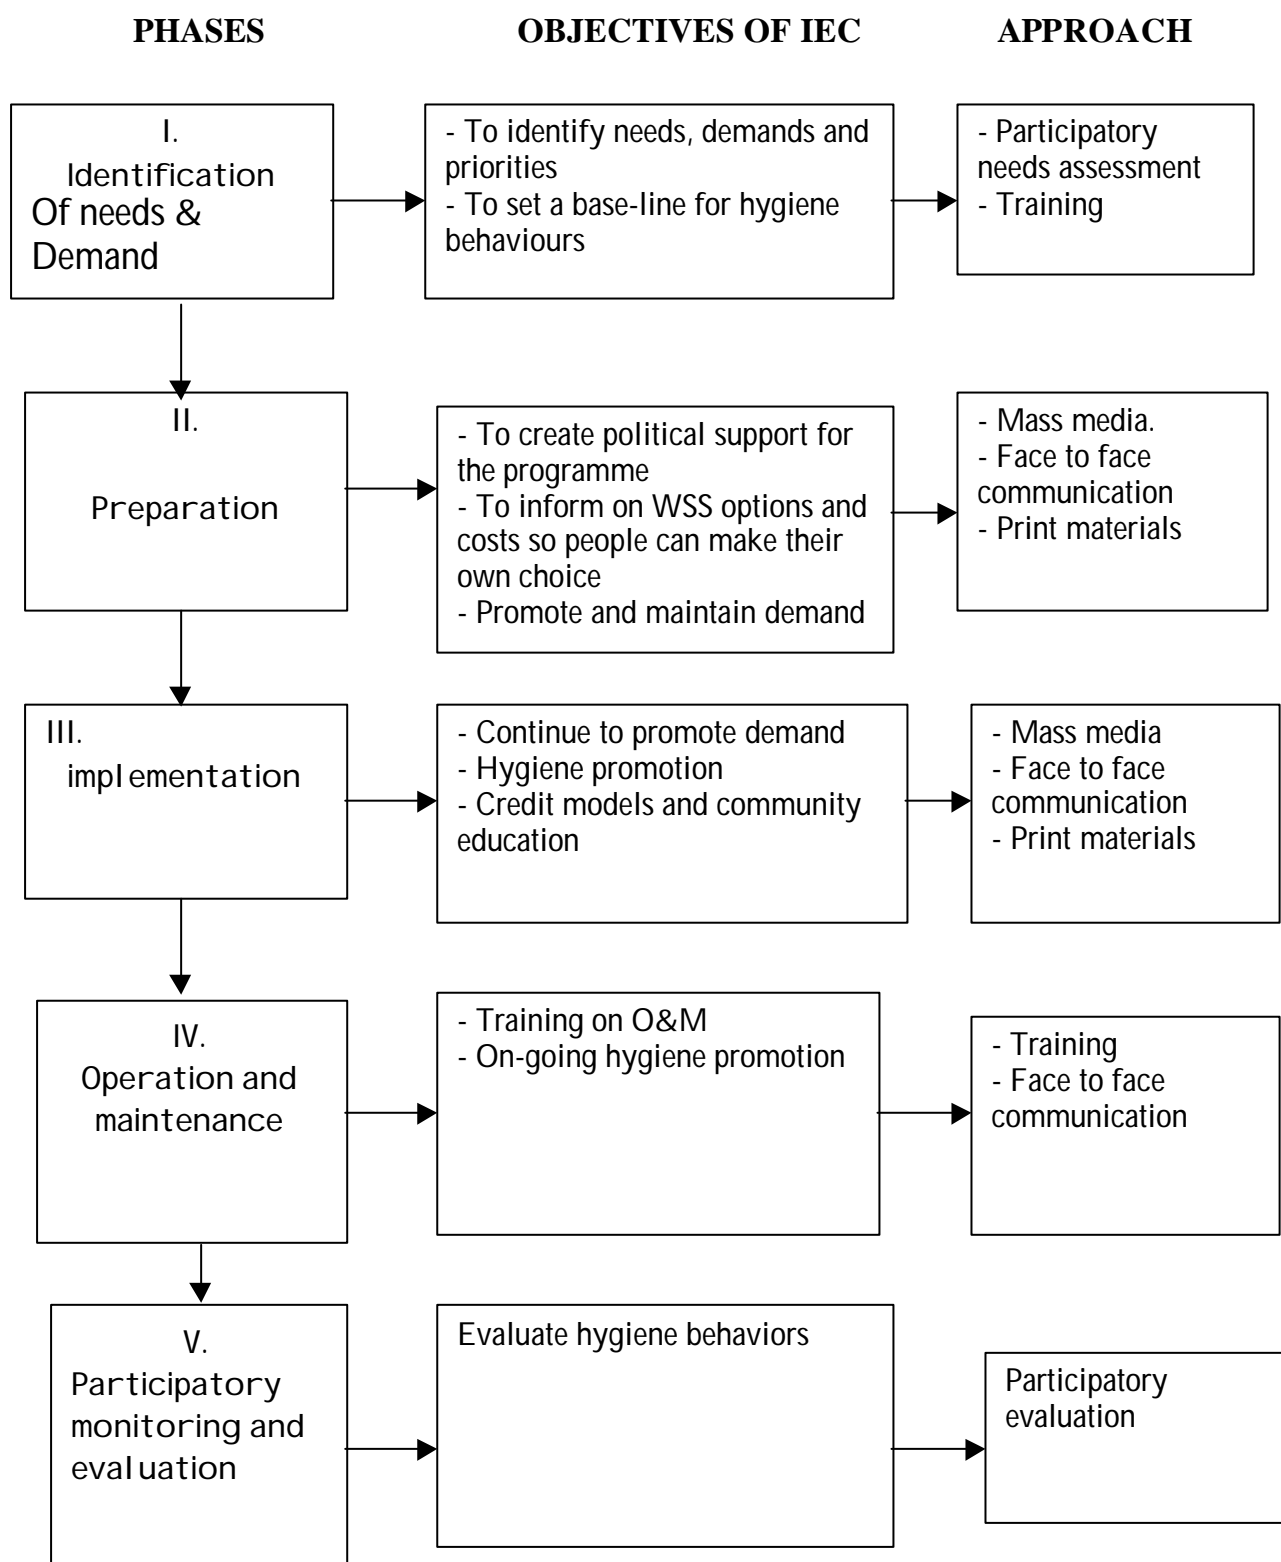 PHASES
OBJECTIVES OF IEC
APPROACH
I.
Identification
Of needs &
Demand
- To identify needs, demands and
priorities
- To set a base-line for hygiene
behaviours
- Participatory
needs assessment
- Training
II.
Preparation
- To create political support for
the programme
- To inform on WSS options and
costs so people can make their
own choice
- Promote and maintain demand
- Mass media.
- Face to face
communication
- Print materials
III.
implementation
- Continue to promote demand
- Hygiene promotion
- Credit models and community
education
- Mass media
- Face to face
communication
- Print materials
IV.
Operation and
maintenance
- Training on O&M
- On-going hygiene promotion
- Training
- Face to face
communication
V.
Participatory
monitoring and
evaluation
Evaluate hygiene behaviors
Participatory
evaluation